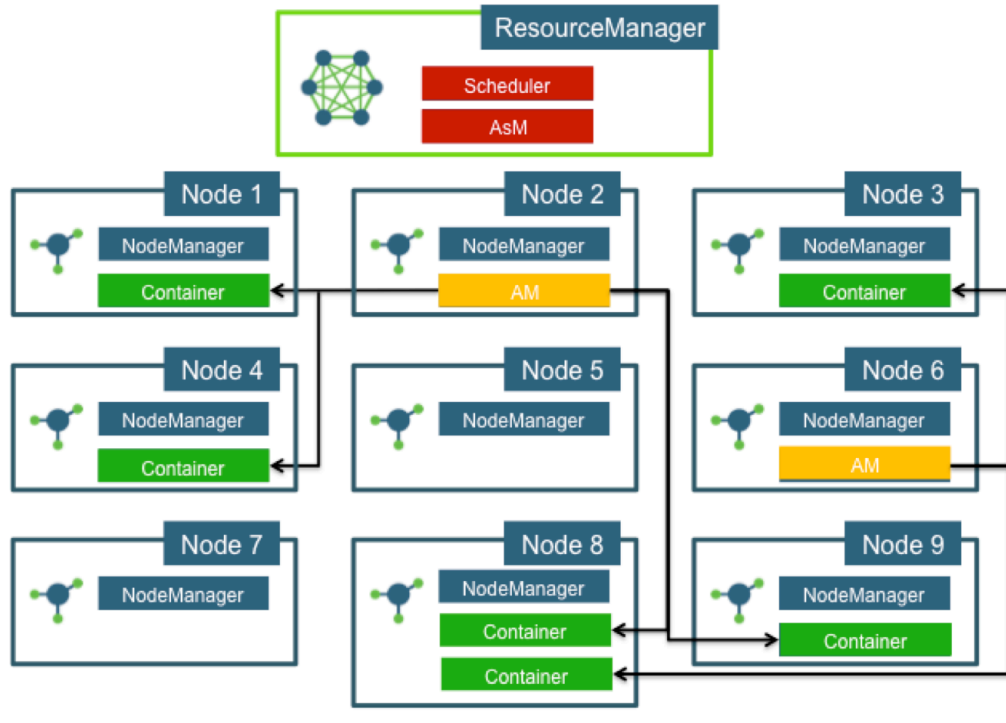 ResourceManager
Scheduler
AsM
Node 1
NodeManager
Container
Node 2
NodeManager
AM
Node 3
NodeManager
Container
Node 4
NodeManager
Container
Node 5
NodeManager
Node 6
NodeManager
AM
Node 7
NodeManager
Node 8
NodeManager
Container
Container
Node 9
NodeManager
Container